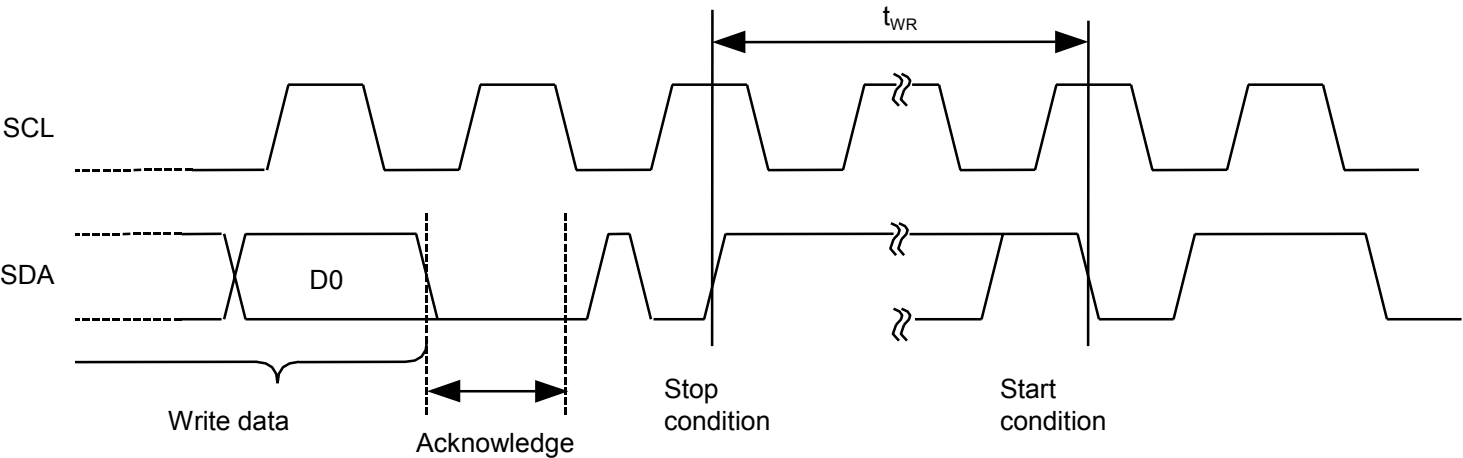 tWR
SCL
SDA
D0
Write data
Acknowledge
Stop
condition
Start
condition